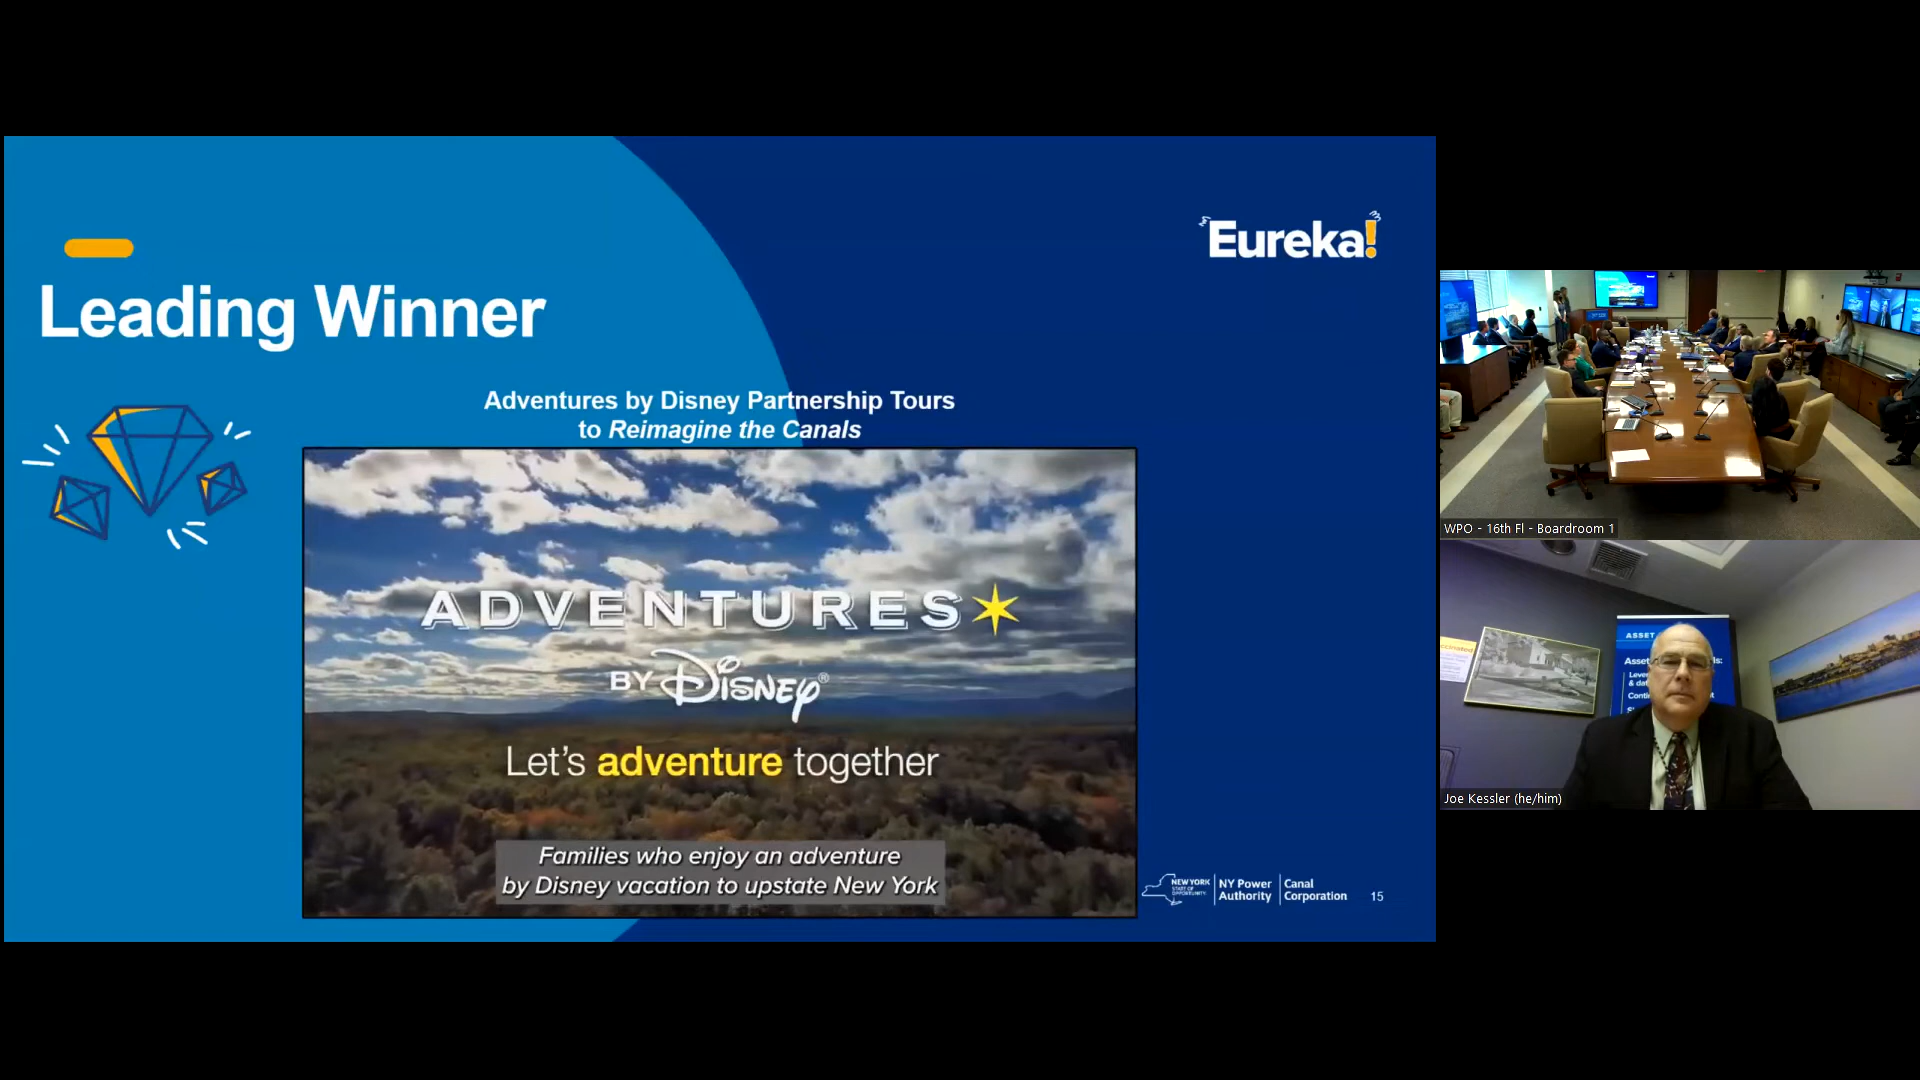 Eureka!
Leading Winner
Adventures by Disney Partnership Tours
to Reimagine the Canals
ADVENTURES
BY DISNEY®
Let's adventure together
Families who enjoy an adventure
by Disney vacation to upstate New York
NEW YORK
STATE OF
OPPORTUNITY.
NY Power
Authority
Canal
Corporation
15
WPO - 16th Fl - Boardroom 1
ASSET
Asset
Joe Kessler (he/him)